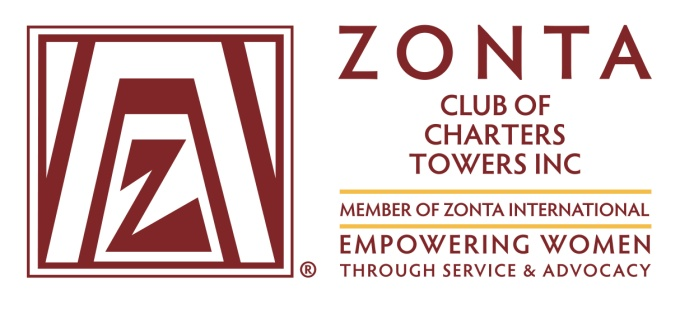 Z
®
ZONTA
CLUB OF
CHARTERS
TOWERS INC
MEMBER OF ZONTA INTERNATIONAL
EMPOWERING WOMEN
THROUGH SERVICE & ADVOCACY